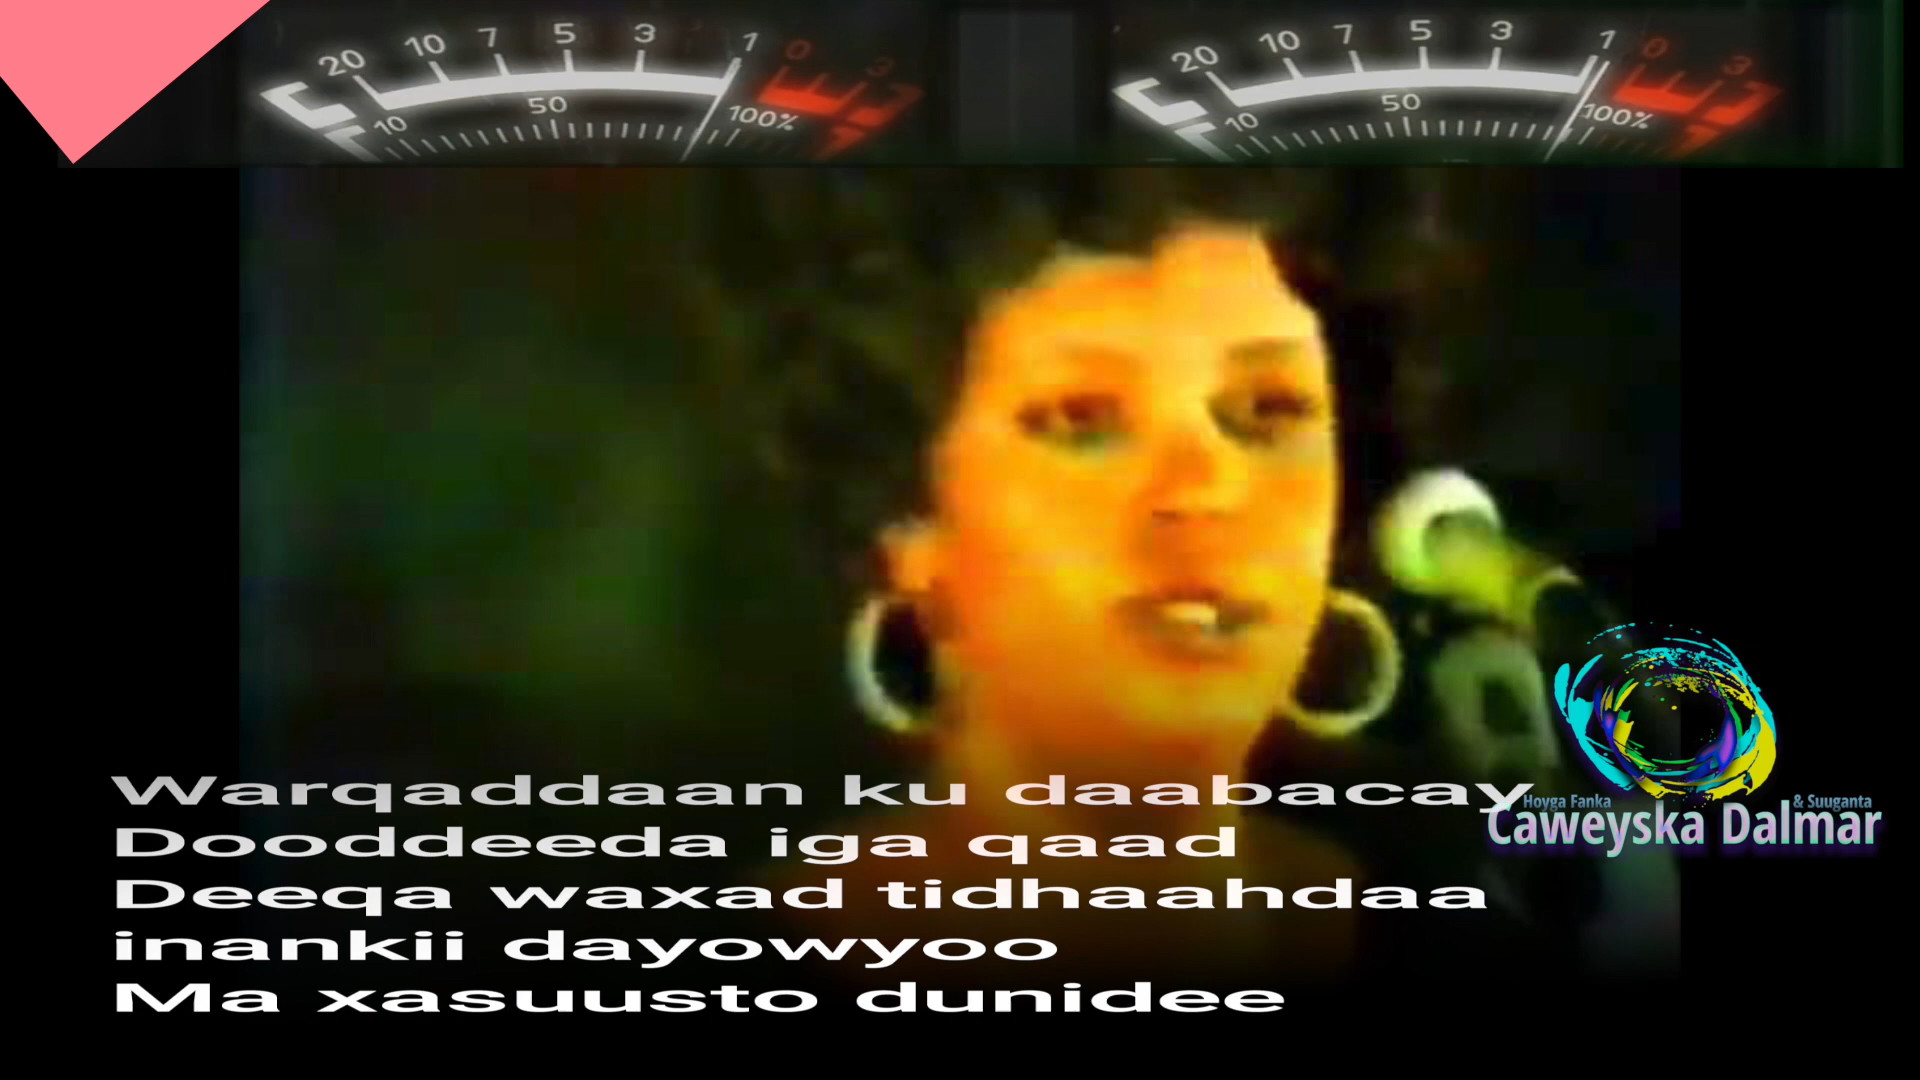 20 10 7 5 3 1 0 3
10 50 100%
20 10 7 5 3 1 0 3
10 50 100%
Warqaddaan ku daabacay
Dooddeeda iga qaad
Deeqa waxad tidhaahdaa
inankii dayowyoo
Ma xasuusto dunidee
Hoyga Fanka & Suuganta
Caweyska Dalmar